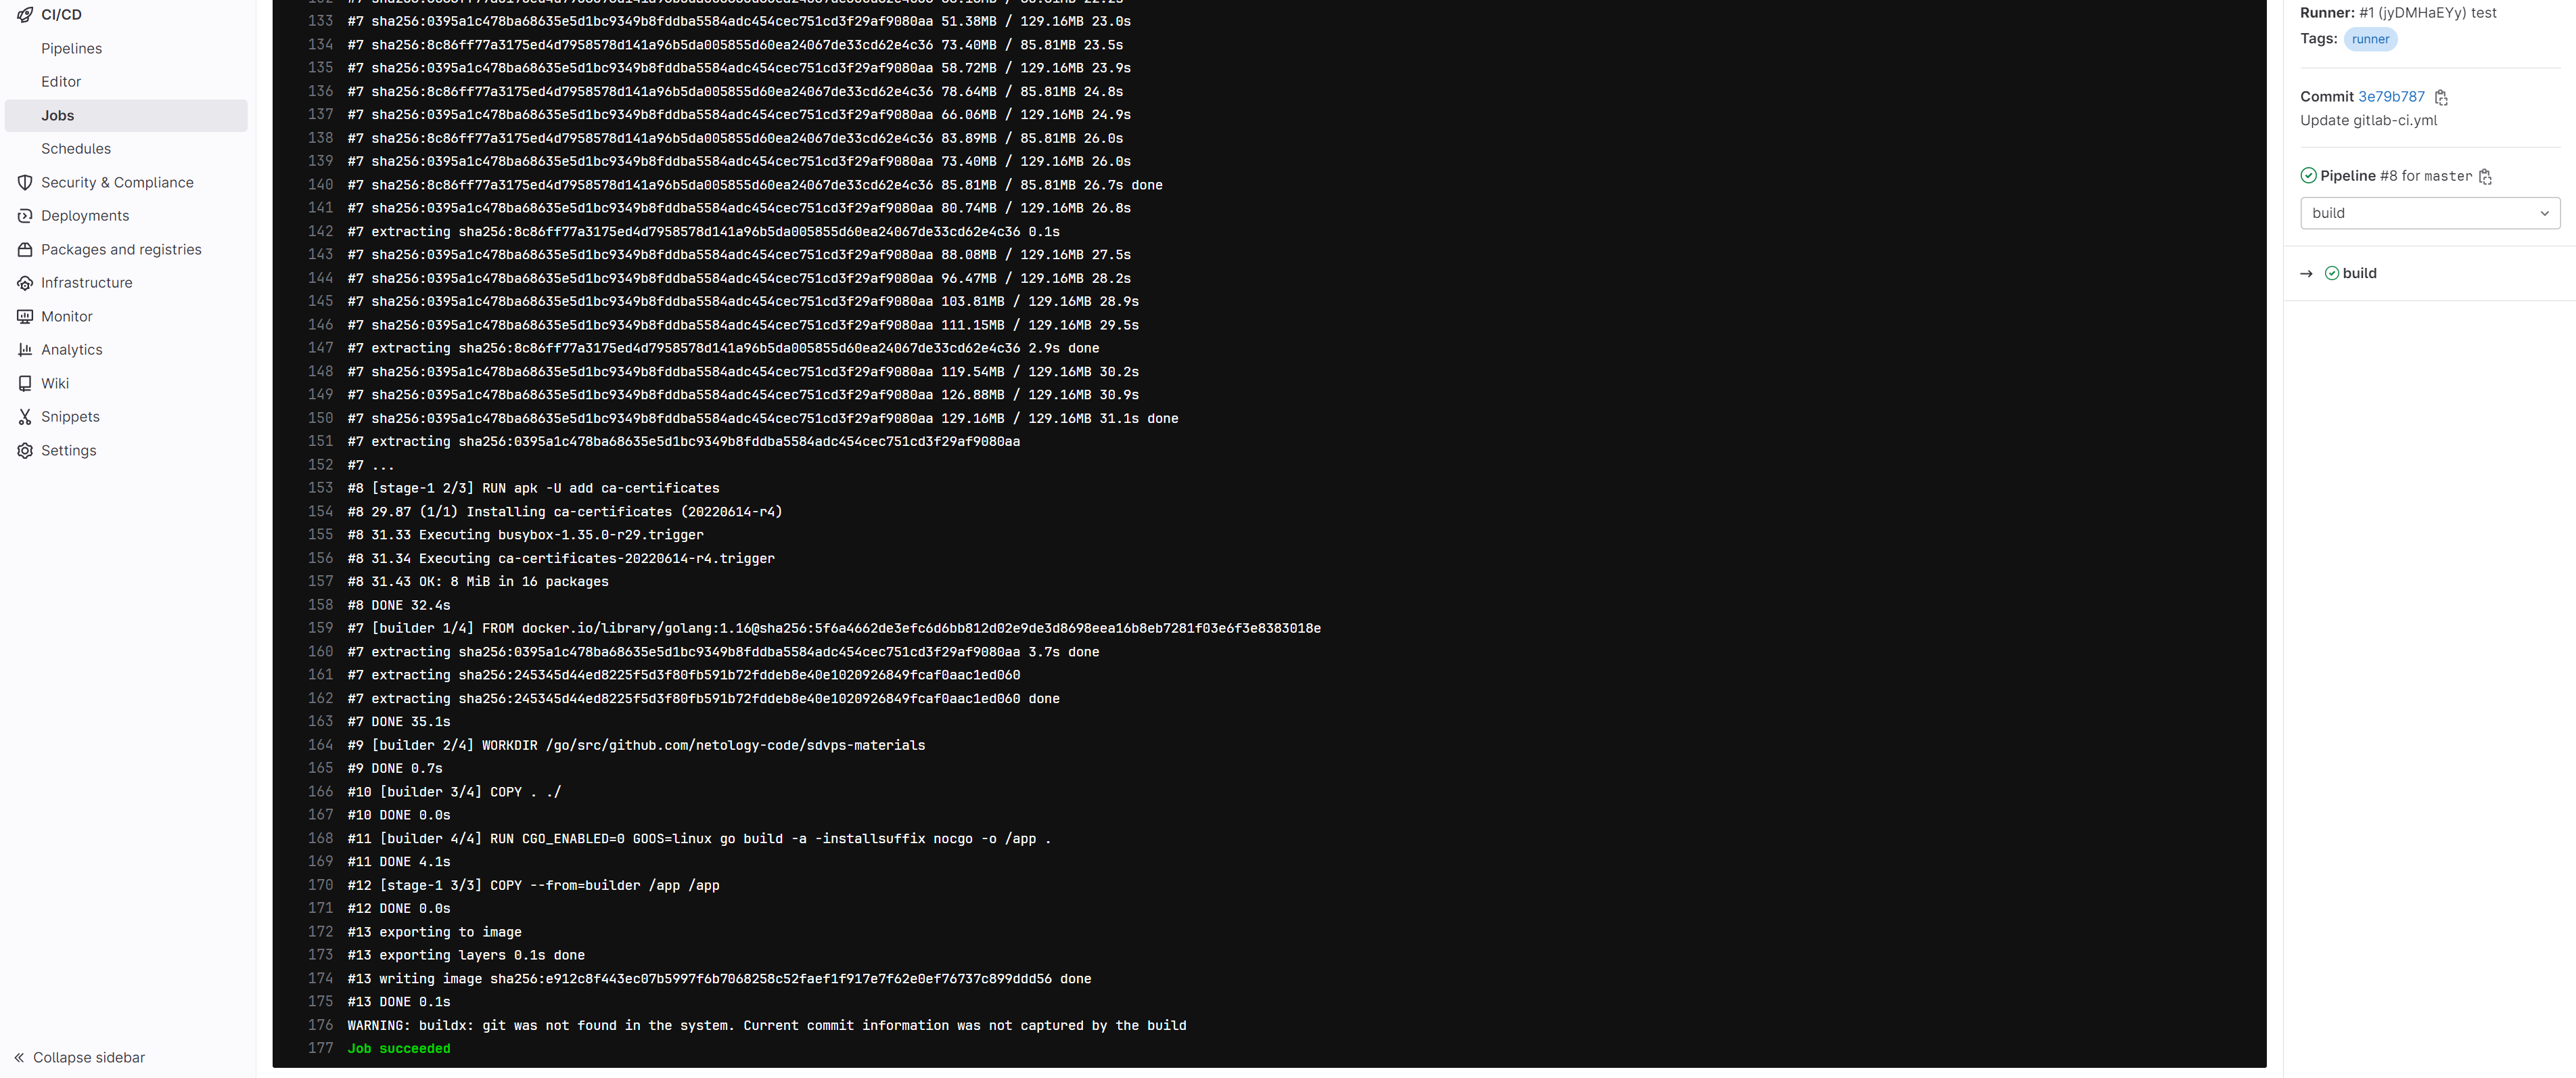 CI/CD
Pipelines
Editor
Jobs
Schedules
Security & Compliance
Deployments
Packages and registries
Infrastructure
Monitor
Analytics
Wiki
Snippets
Settings
Collapse sidebar
133 #7 sha256:0395a1c478ba68635e5d1bc9349b8fddba5584adc454cec751cd3f29af9080aa 51.38MB / 129.16MB 23.0s
134 #7 sha256:8c86ff77a3175ed4d7958578d141a96b5da005855d60ea24067de33cd62e4c36 73.40MB / 85.81MB 23.5s
135 #7 sha256:0395a1c478ba68635e5d1bc9349b8fddba5584adc454cec751cd3f29af9080aa 58.72MB / 129.16MB 23.9s
136 #7 sha256:8c86ff77a3175ed4d7958578d141a96b5da005855d60ea24067de33cd62e4c36 78.64MB / 85.81MB 24.8s
137 #7 sha256:0395a1c478ba68635e5d1bc9349b8fddba5584adc454cec751cd3f29af9080aa 66.06MB / 129.16MB 24.9s
138 #7 sha256:8c86ff77a3175ed4d7958578d141a96b5da005855d60ea24067de33cd62e4c36 83.89MB / 85.81MB 26.0s
139 #7 sha256:0395a1c478ba68635e5d1bc9349b8fddba5584adc454cec751cd3f29af9080aa 73.40MB / 129.16MB 26.0s
140 #7 sha256:8c86ff77a3175ed4d7958578d141a96b5da005855d60ea24067de33cd62e4c36 85.81MB / 85.81MB 26.7s done
141 #7 sha256:0395a1c478ba68635e5d1bc9349b8fddba5584adc454cec751cd3f29af9080aa 80.74MB / 129.16MB 26.8s
142 #7 extracting sha256:8c86ff77a3175ed4d7958578d141a96b5da005855d60ea24067de33cd62e4c36 0.1s
143 #7 sha256:0395a1c478ba68635e5d1bc9349b8fddba5584adc454cec751cd3f29af9080aa 88.08MB / 129.16MB 27.5s
144 #7 sha256:0395a1c478ba68635e5d1bc9349b8fddba5584adc454cec751cd3f29af9080aa 96.47MB / 129.16MB 28.2s
145 #7 sha256:0395a1c478ba68635e5d1bc9349b8fddba5584adc454cec751cd3f29af9080aa 103.81MB / 129.16MB 28.9s
146 #7 sha256:0395a1c478ba68635e5d1bc9349b8fddba5584adc454cec751cd3f29af9080aa 111.15MB / 129.16MB 29.5s
147 #7 extracting sha256:8c86ff77a3175ed4d7958578d141a96b5da005855d60ea24067de33cd62e4c36 2.9s done
148 #7 sha256:0395a1c478ba68635e5d1bc9349b8fddba5584adc454cec751cd3f29af9080aa 119.54MB / 129.16MB 30.2s
149 #7 sha256:0395a1c478ba68635e5d1bc9349b8fddba5584adc454cec751cd3f29af9080aa 126.88MB / 129.16MB 30.9s
150 #7 sha256:0395a1c478ba68635e5d1bc9349b8fddba5584adc454cec751cd3f29af9080aa 129.16MB / 129.16MB 31.1s done
151 #7 extracting sha256:0395a1c478ba68635e5d1bc9349b8fddba5584adc454cec751cd3f29af9080aa
152 #7 ...
153 #8 [stage-1 2/3] RUN apk -U add ca-certificates
154 #8 29.87 (1/1) Installing ca-certificates (20220614-r4)
155 #8 31.33 Executing busybox-1.35.0-r29.trigger
156 #8 31.34 Executing ca-certificates-20220614-r4.trigger
157 #8 31.43 OK: 8 MiB in 16 packages
158 #8 DONE 32.4s
159 #7 [builder 1/4] FROM docker.io/library/golang:1.16@sha256:5f6a4662de3efc6d6bb812d02e9de3d8698eea16b8eb7281f03e6f3e8383018e
160 #7 extracting sha256:0395a1c478ba68635e5d1bc9349b8fddba5584adc454cec751cd3f29af9080aa 3.7s done
161 #7 extracting sha256:245345d44ed8225f5d3f80fb591b72fddeb8e40e1020926849fcaf0aac1ed060
162 #7 extracting sha256:245345d44ed8225f5d3f80fb591b72fddeb8e40e1020926849fcaf0aac1ed060 done
163 #7 DONE 35.1s
164 #9 [builder 2/4] WORKDIR /go/src/github.com/netology-code/sdvps-materials
165 #9 DONE 0.7s
166 #10 [builder 3/4] COPY . ./
167 #10 DONE 0.0s
168 #11 [builder 4/4] RUN CGO_ENABLED=0 GOOS=linux go build -a -installsuffix nocgo -o /app .
169 #11 DONE 4.1s
170 #12 [stage-1 3/3] COPY --from=builder /app /app
171 #12 DONE 0.0s
172 #13 exporting to image
173 #13 exporting layers 0.1s done
174 #13 writing image sha256:e912c8f443ec07b5997f6b7068258c52faef1f917e7f62e0ef76737c899ddd56 done
175 #13 DONE 0.1s
176 WARNING: buildx: git was not found in the system. Current commit information was not captured by the build
177 Job succeeded
Runner: #1 (jyDMHaEYy) test
Tags: runner
Commit 3e79b787
Update gitlab-ci.yml
Pipeline #8 for master
build
→ build